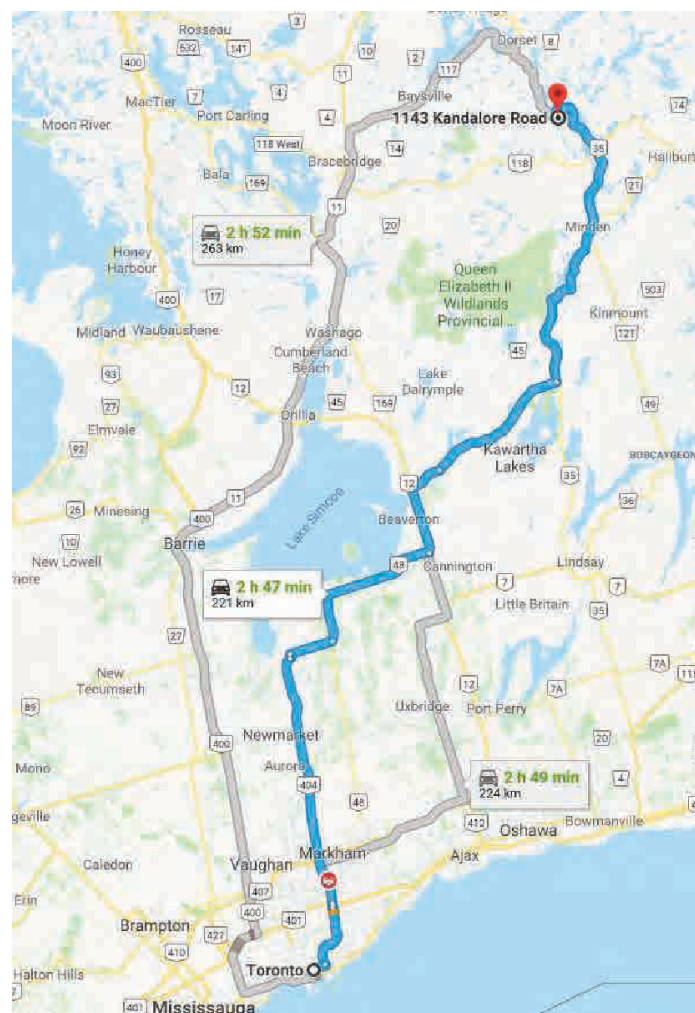 Rosseau
Dorset
400
532
141
11
10
2
8
117
MacTier
7
4
Baysville
Port Carling
4
1143 Kandalore Road
14
Moon River
118 West
14
35
Bracebridge
118
Haliburt
Bala
169
21
11
20
Minden
2 h 52 min
263 km
Honey
Harbour
Queen
Elizabeth II
Wildlands
Provincial...
400
17
503
Kinmount
Midland
Waubaushene
Washago
121
Cumberland
Beach
45
Lake
Dalrymple
93
12
45
169
27
Orillia
49
Elmvale
92
Kawartha
Lakes
BOBCAYGEON
35
11
12
36
26
Minesing
400
Lake Simcoe
Beaverton
Barrie
10
New Lowell
48
Cannington
Lindsay
more
2 h 47 min
221 km
7
7
Little Britain
35
27
New
Tecumseth
7A
12
7A
115
89
Uxbridge
Port Perry
Newmarket
400
20
Mono
Aurora
2 h 49 min
224 km
404
48
4
412
Bowmanville
geville
Oshawa
Markham
Caledon
Vaughan
Ajax
407
Erin
400
401
Brampton
427
410
Toronto
Halton Hills
401
Mississauga